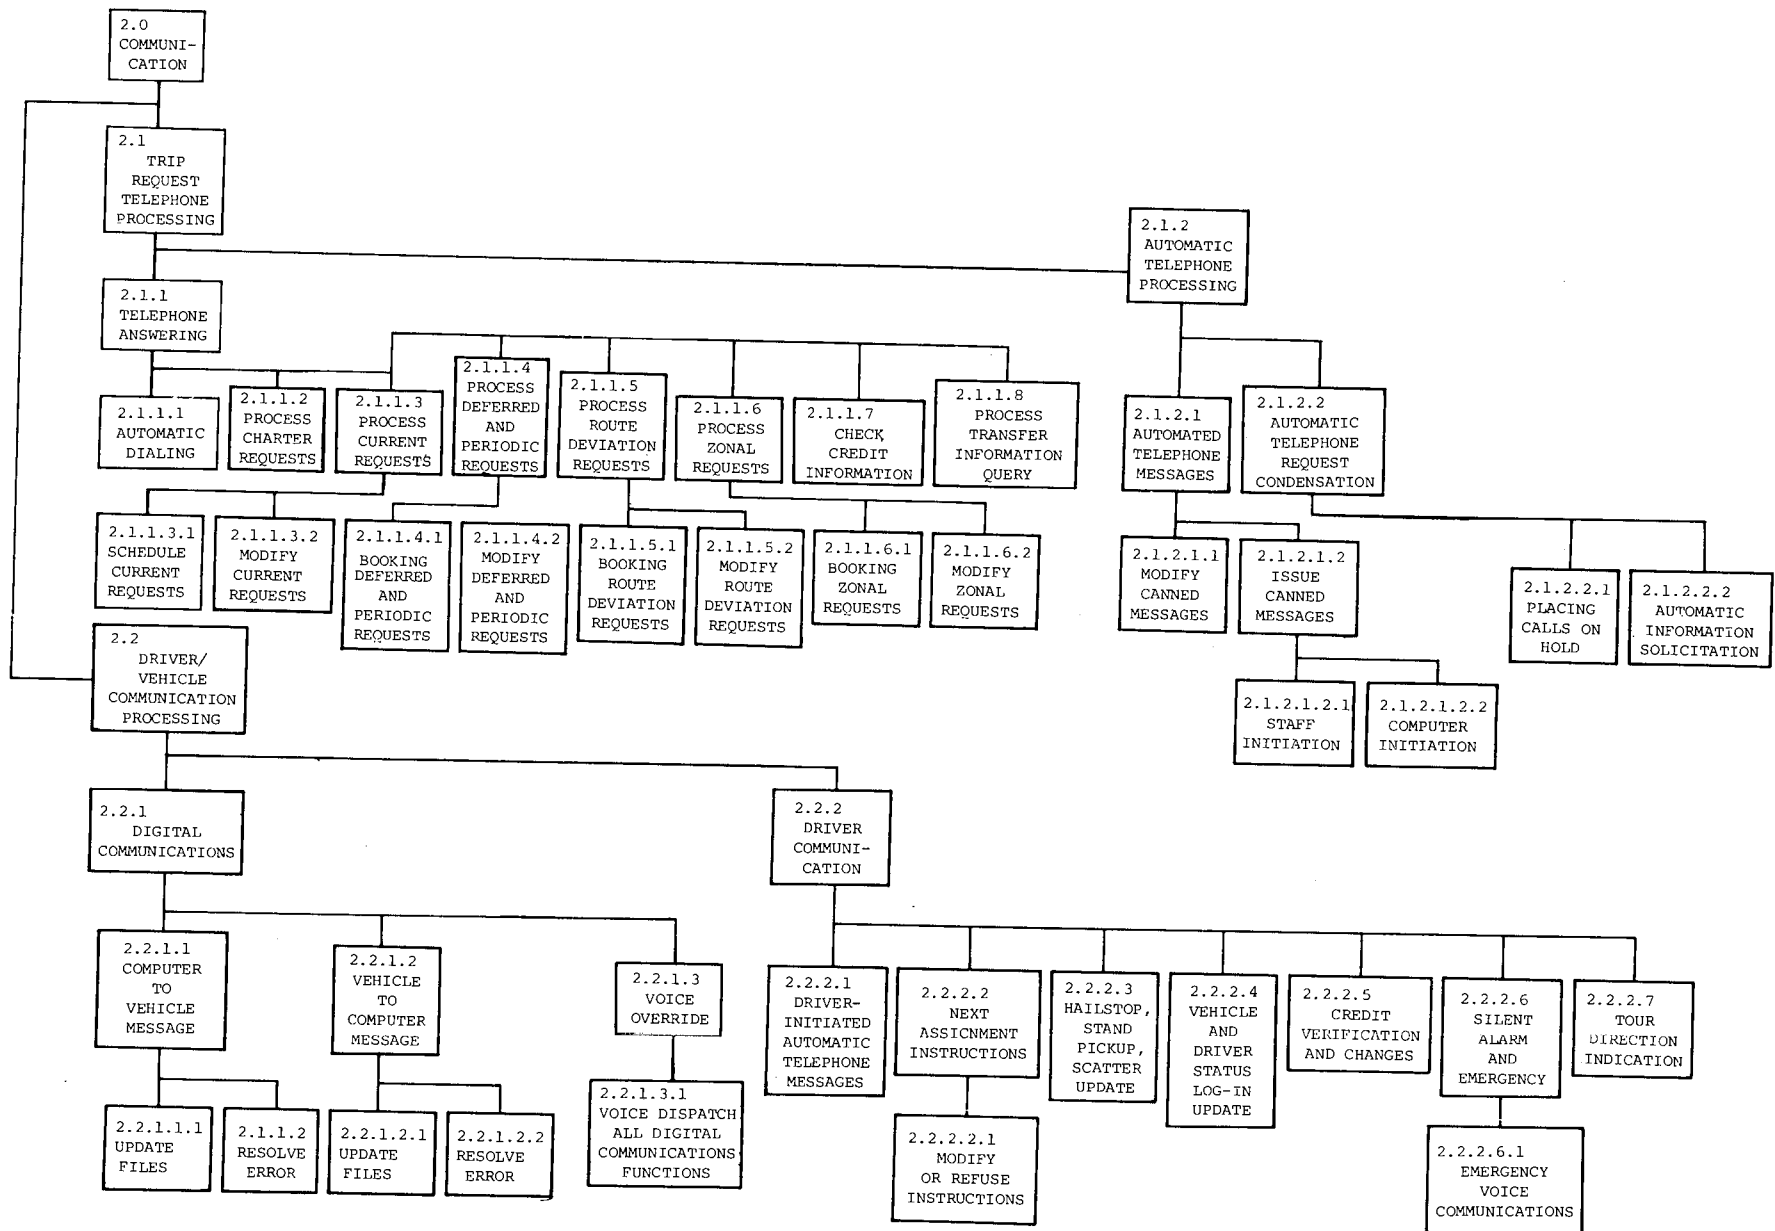 2.0
COMMUNI-
CATION
2.1
TRIP
REQUEST
TELEPHONE
PROCESSING
2.1.2
AUTOMATIC
TELEPHONE
PROCESSING
2.1.1
TELEPHONE
ANSWERING
2.1.1.1
AUTOMATIC
DIALING
2.1.1.2
PROCESS
CHARTER
REQUESTS
2.1.1.3
PROCESS
CURRENT
REQUESTS
2.1.1.4
PROCESS
DEFERRED
AND
PERIODIC
REQUESTS
2.1.1.5
PROCESS
ROUTE
DEVIATION
REQUESTS
2.1.1.6
PROCESS
ZONAL
REQUESTS
2.1.1.7
CHECK
CREDIT
INFORMATION
2.1.1.8
PROCESS
TRANSFER
INFORMATION
QUERY
2.1.2.1
AUTOMATED
TELEPHONE
MESSAGES
2.1.2.2
AUTOMATIC
TELEPHONE
REQUEST
CONDENSATION
2.1.1.3.1
SCHEDULE
CURRENT
REQUESTS
2.1.1.3.2
MODIFY
CURRENT
REQUESTS
2.1.1.4.1
BOOKING
DEFERRED
AND
PERIODIC
REQUESTS
2.1.1.4.2
MODIFY
DEFERRED
AND
PERIODIC
REQUESTS
2.1.1.5.1
BOOKING
ROUTE
DEVIATION
REQUESTS
2.1.1.5.2
MODIFY
ROUTE
DEVIATION
REQUESTS
2.1.1.6.1
BOOKING
ZONAL
REQUESTS
2.1.1.6.2
MODIFY
ZONAL
REQUESTS
2.1.2.1.1
MODIFY
CANNED
MESSAGES
2.1.2.1.2
ISSUE
CANNED
MESSAGES
2.1.2.2.1
PLACING
CALLS ON
HOLD
2.1.2.2.2
AUTOMATIC
INFORMATION
SOLICITATION
2.1.2.1.2.1
STAFF
INITIATION
2.1.2.1.2.2
COMPUTER
INITIATION
2.2
DRIVER/
VEHICLE
COMMUNICATION
PROCESSING
2.2.1
DIGITAL
COMMUNICATIONS
2.2.2
DRIVER
COMMUNI-
CATION
2.2.1.1
COMPUTER
TO
VEHICLE
MESSAGE
2.2.1.2
VEHICLE
TO
COMPUTER
MESSAGE
2.2.1.3
VOICE
OVERRIDE
2.2.2.1
DRIVER-
INITIATED
AUTOMATIC
TELEPHONE
MESSAGES
2.2.2.2
NEXT
ASSIGNMENT
INSTRUCTIONS
2.2.2.3
HAILSTOP,
STAND
PICKUP,
SCATTER
UPDATE
2.2.2.4
VEHICLE
AND
DRIVER
STATUS
LOG-IN
UPDATE
2.2.2.5
CREDIT
VERIFICATION
AND CHANGES
2.2.2.6
SILENT
ALARM
AND
EMERGENCY
2.2.2.7
TOUR
DIRECTION
INDICATION
2.2.1.1.1
UPDATE
FILES
2.1.1.2
RESOLVE
ERROR
2.2.1.2.1
UPDATE
FILES
2.2.1.2.2
RESOLVE
ERROR
2.2.1.3.1
VOICE DISPATCH
ALL DIGITAL
COMMUNICATIONS
FUNCTIONS
2.2.2.2.1
MODIFY
OR REFUSE
INSTRUCTIONS
2.2.2.6.1
EMERGENCY
VOICE
COMMUNICATIONS